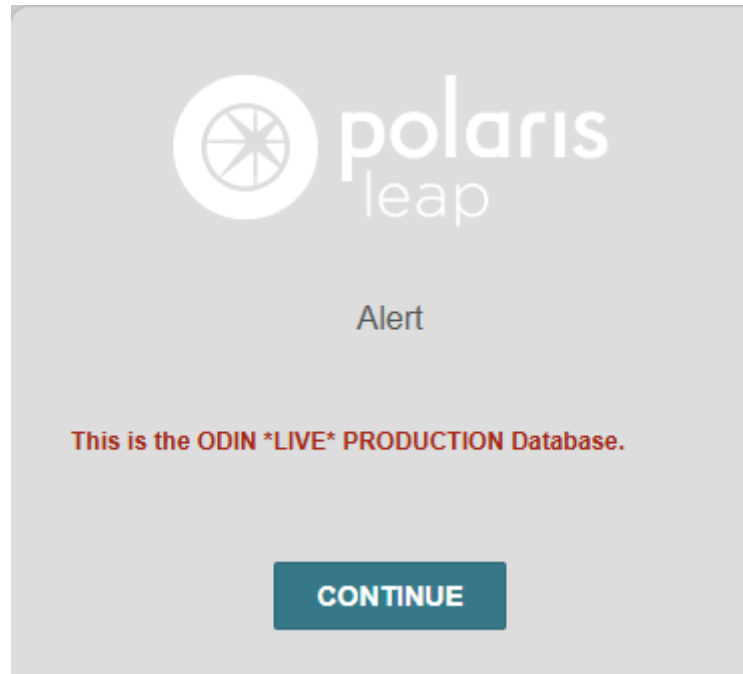 polaris
leap
Alert
This is the ODIN *LIVE* PRODUCTION Database.
CONTINUE